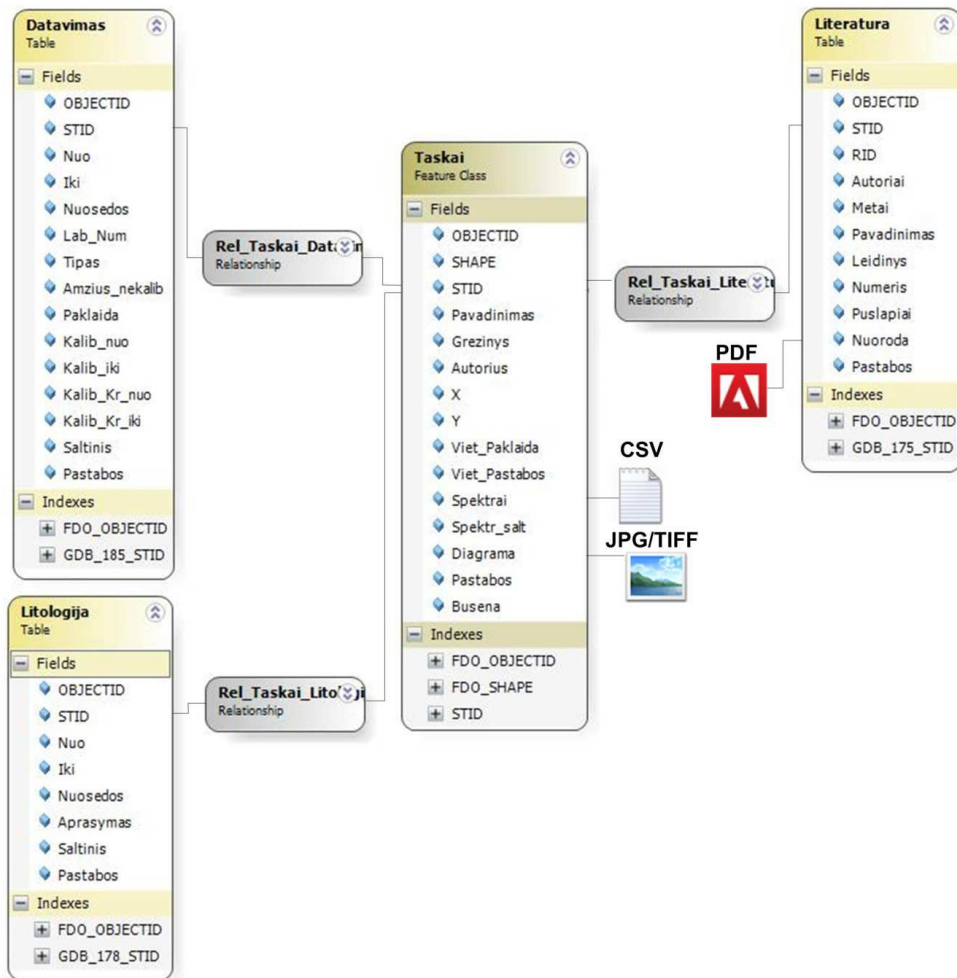 Datavimas
Table
Fields
OBJECTID
STID
Nuo
Iki
Nuosedos
Lab_Num
Tipas
Amzius_nekalib
Paklaida
Kalib_nuo
Kalib_iki
Kalib_Kr_nuo
Kalib_Kr_iki
Saltinis
Pastabos
Indexes
FDO_OBJECTID
GDB_185_STID
Litologija
Table
Fields
OBJECTID
STID
Nuo
Iki
Nuosedos
Aprasymas
Saltinis
Pastabos
Indexes
FDO_OBJECTID
GDB_178_STID
Relationship
Relationship
Taskai
Feature Class
Fields
OBJECTID
SHAPE
STID
Pavadinimas
Grezinys
Autorius
X
Y
Viet_Paklaida
Viet_Pastabos
Spektrai
Spektr_salt
Diagrama
Pastabos
Busena
Indexes
FDO_OBJECTID
FDO_SHAPE
STID
Relationship
PDF
CSV
JPG/TIFF
Literatura
Table
Fields
OBJECTID
STID
RID
Autoriai
Metai
Pavadinimas
Leidinys
Numeris
Puslapiai
Nuoroda
Pastabos
Indexes
FDO_OBJECTID
GDB_175_STID